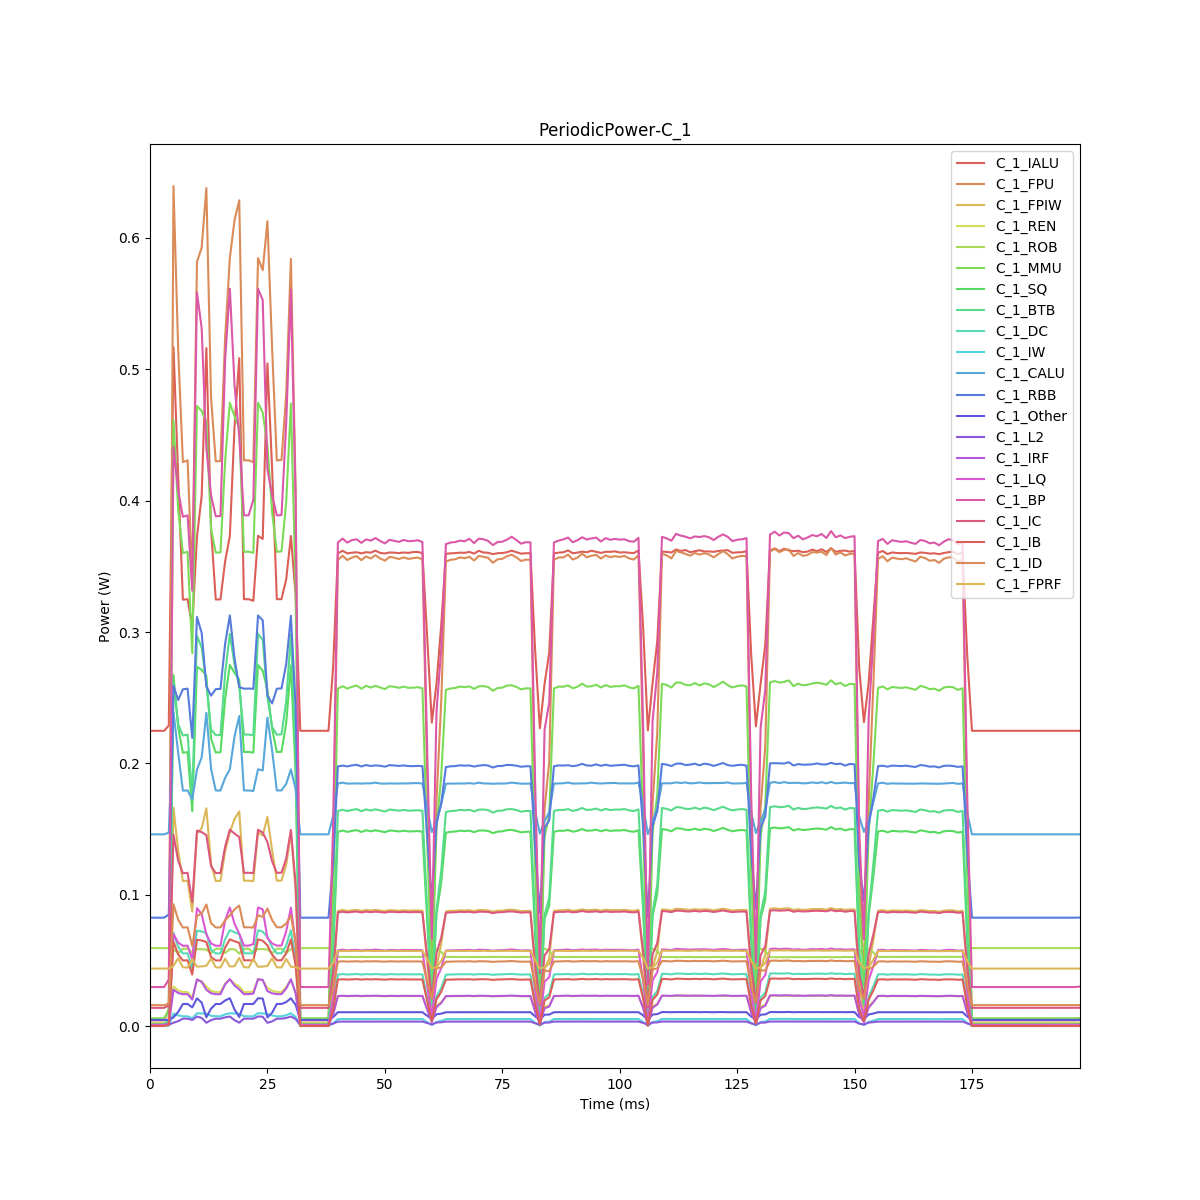 PeriodicPower-C_1
C_1_IALU
C_1_FPU
C_1_FPIW
C_1_REN
C_1_ROB
C_1_MMU
C_1_SQ
C_1_BTB
C_1_DC
C_1_IW
C_1_CALU
C_1_RBB
C_1_Other
C_1_L2
C_1_IRF
C_1_LQ
C_1_BP
C_1_IC
C_1_IB
C_1_ID
C_1_FPRF
Power (W)
0.6
0.5
0.4
0.3
0.2
0.1
0.0
0 25 50 75 100 125 150 175
Time (ms)